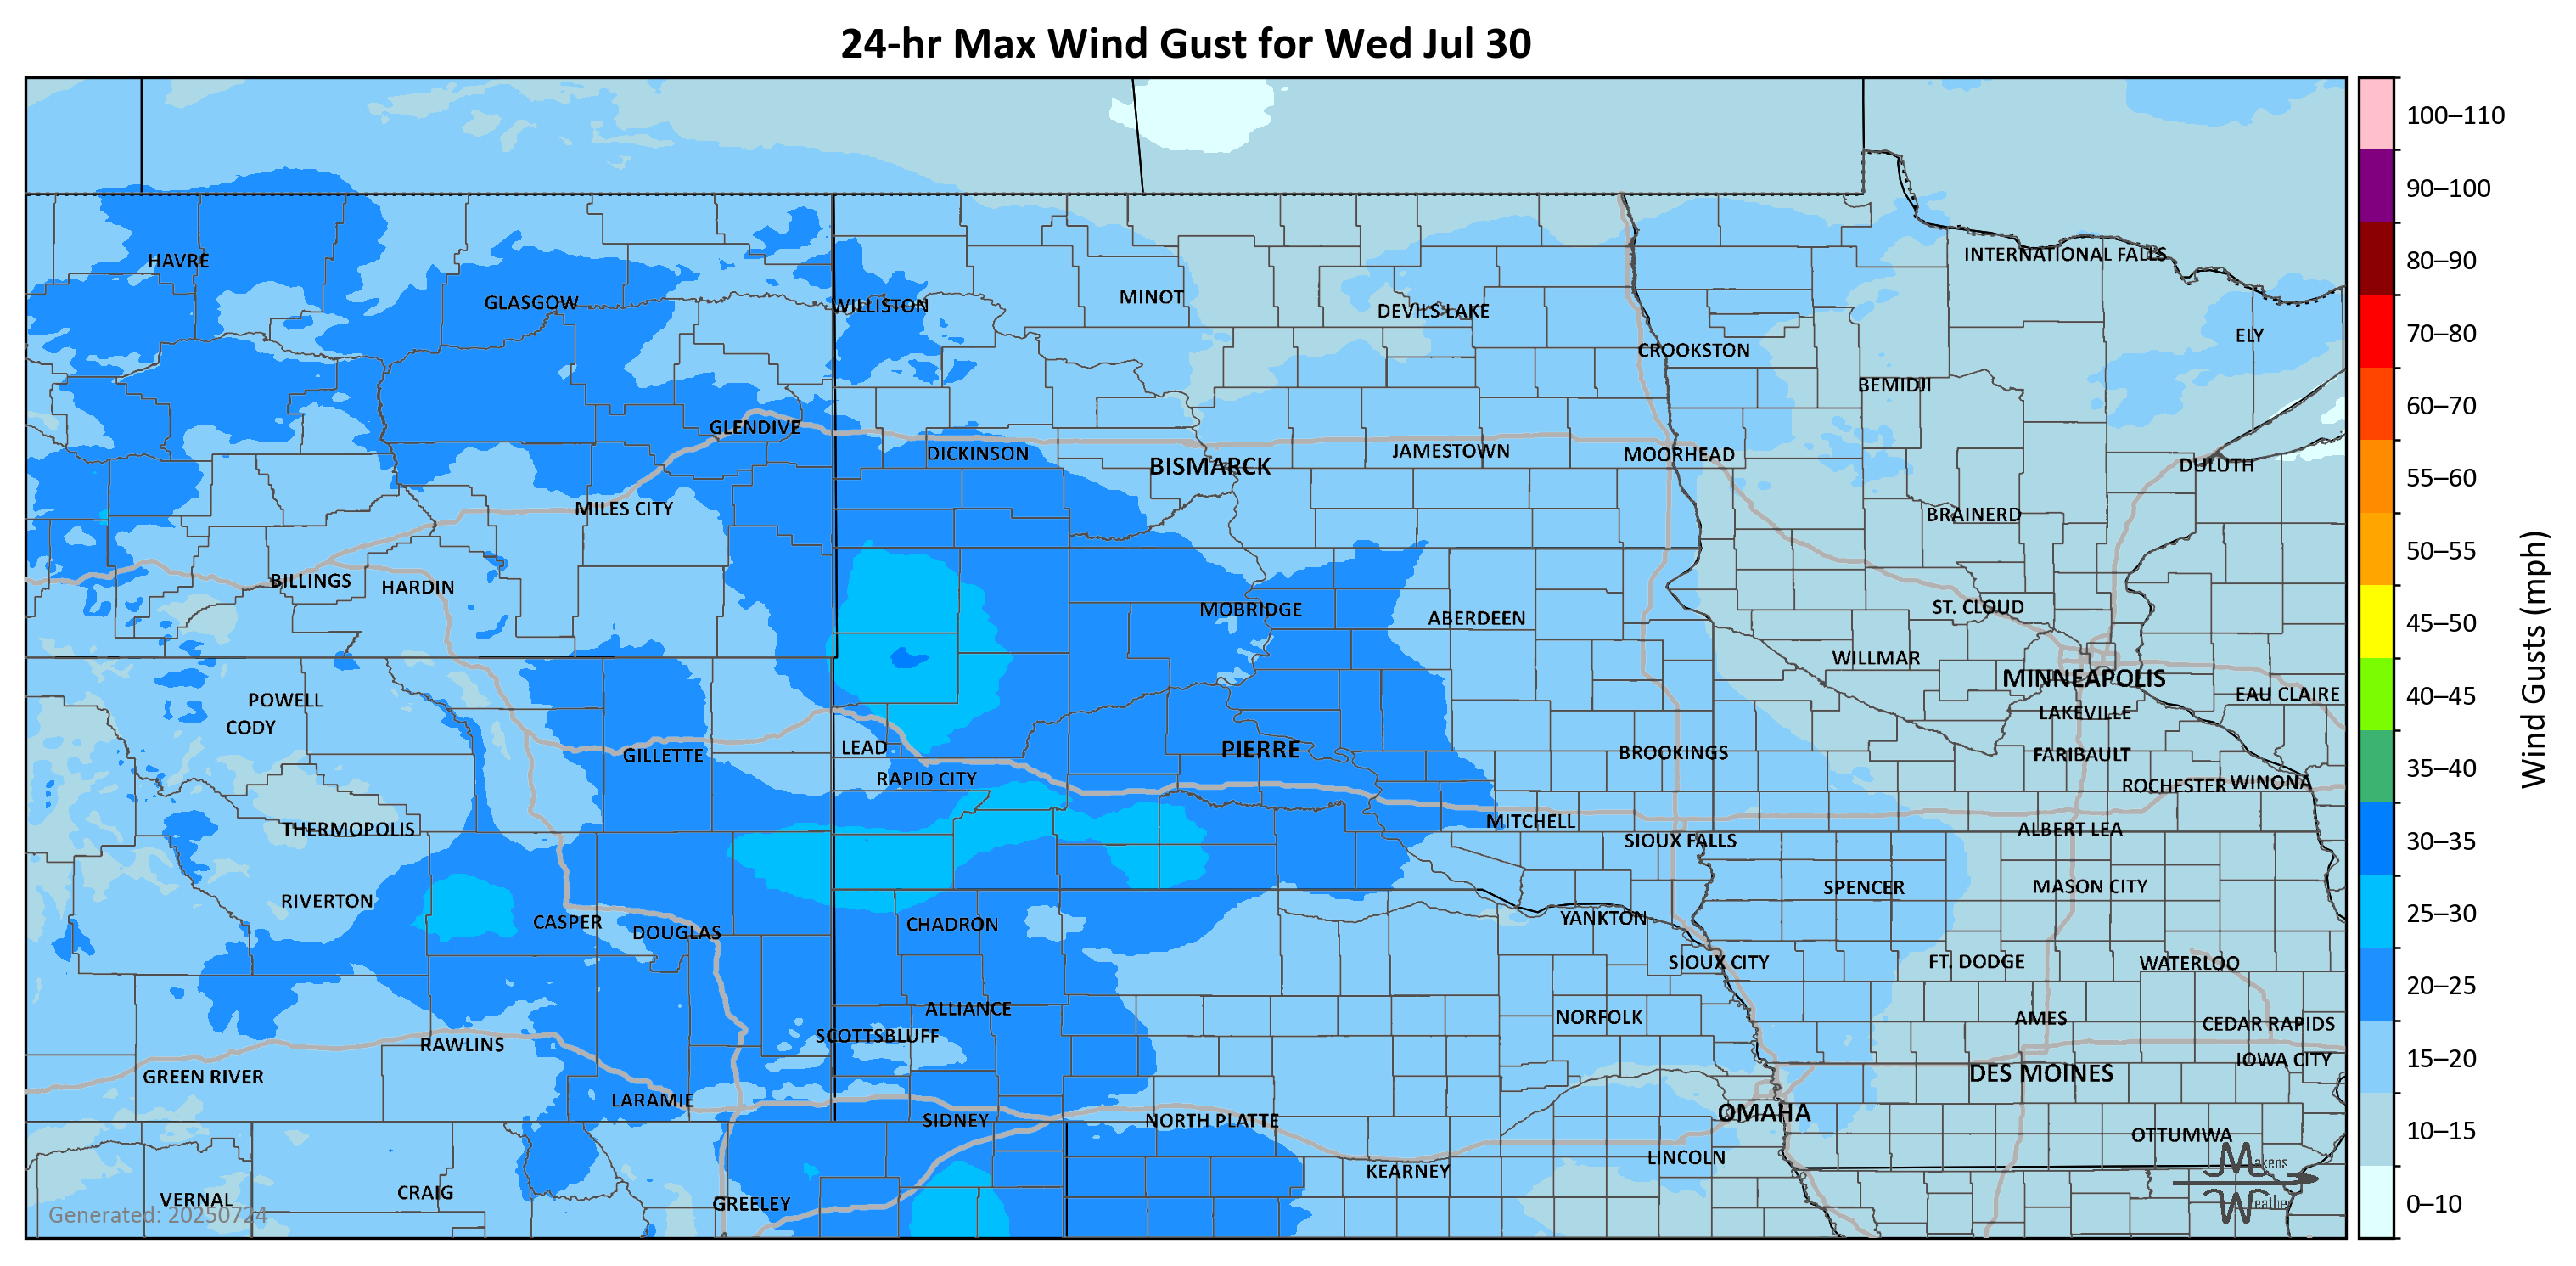 24-hr Max Wind Gust for Wed Jul 30
100–110
90–100
80–90
70–80
60–70
55–60
50–55
45–50
40–45
35–40
30–35
25–30
20–25
15–20
10–15
0–10
Wind Gusts (mph)
HAVRE
INTERNATIONAL FALLS
GLASGOW
WILLISTON
MINOT
DEVILS LAKE
ELY
CROOKSTON
BEMIDJI
GLENDIVE
DICKINSON
BISMARCK
JAMESTOWN
MOORHEAD
DULUTH
MILES CITY
BRAINERD
BILLINGS
HARDIN
MOBRIDGE
ABERDEEN
ST. CLOUD
WILLMAR
MINNEAPOLIS
EAU CLAIRE
POWELL
CODY
LAKEVILLE
GILLETTE
LEAD
PIERRE
BROOKINGS
FARIBAULT
RAPID CITY
ROCHESTER
WINONA
THERMOPOLIS
MITCHELL
SIOUX FALLS
ALBERT LEA
RIVERTON
SPENCER
MASON CITY
CASPER
DOUGLAS
CHADRON
YANKTON
SIOUX CITY
FT. DODGE
WATERLOO
ALLIANCE
NORFOLK
AMES
CEDAR RAPIDS
RAWLINS
SCOTTSBLUFF
IOWA CITY
GREEN RIVER
DES MOINES
LARAMIE
SIDNEY
NORTH PLATTE
OMAHA
OTTUMWA
KEARNEY
LINCOLN
VERNAL
CRAIG
GREELEY
Makens
Weather
Generated: 20250724